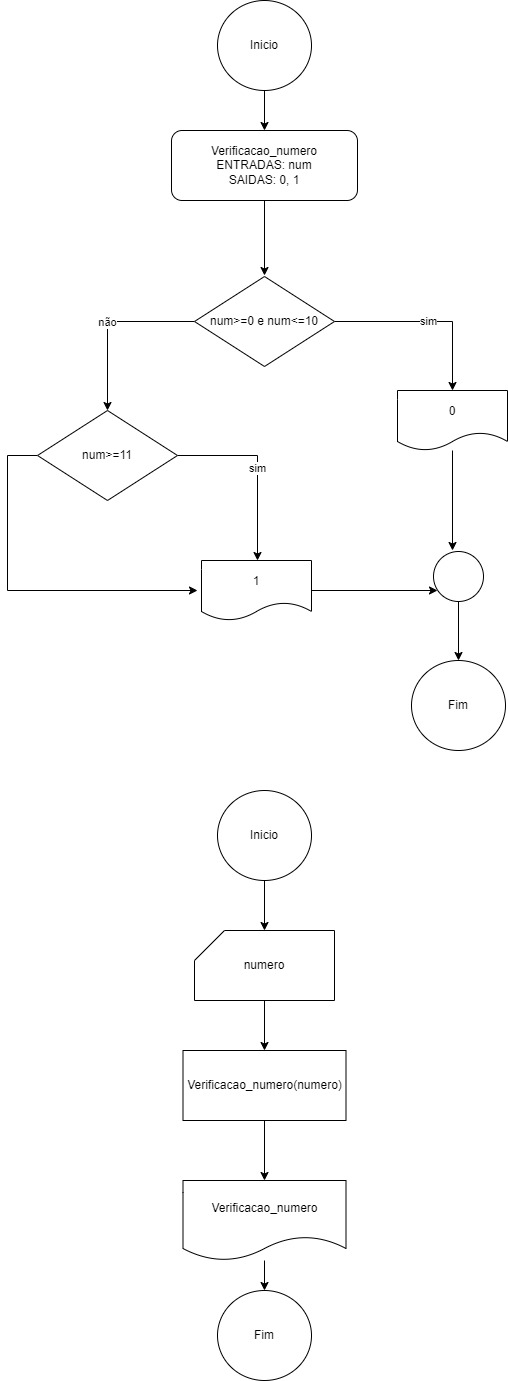 Inicio
Verificacao_numero
ENTRADAS: num
SAIDAS: 0, 1
num>=0 e num<=10
não
sim
0
num>=11
sim
1
Fim
Inicio
numero
Verificacao_numero(numero)
Verificacao_numero
Fim